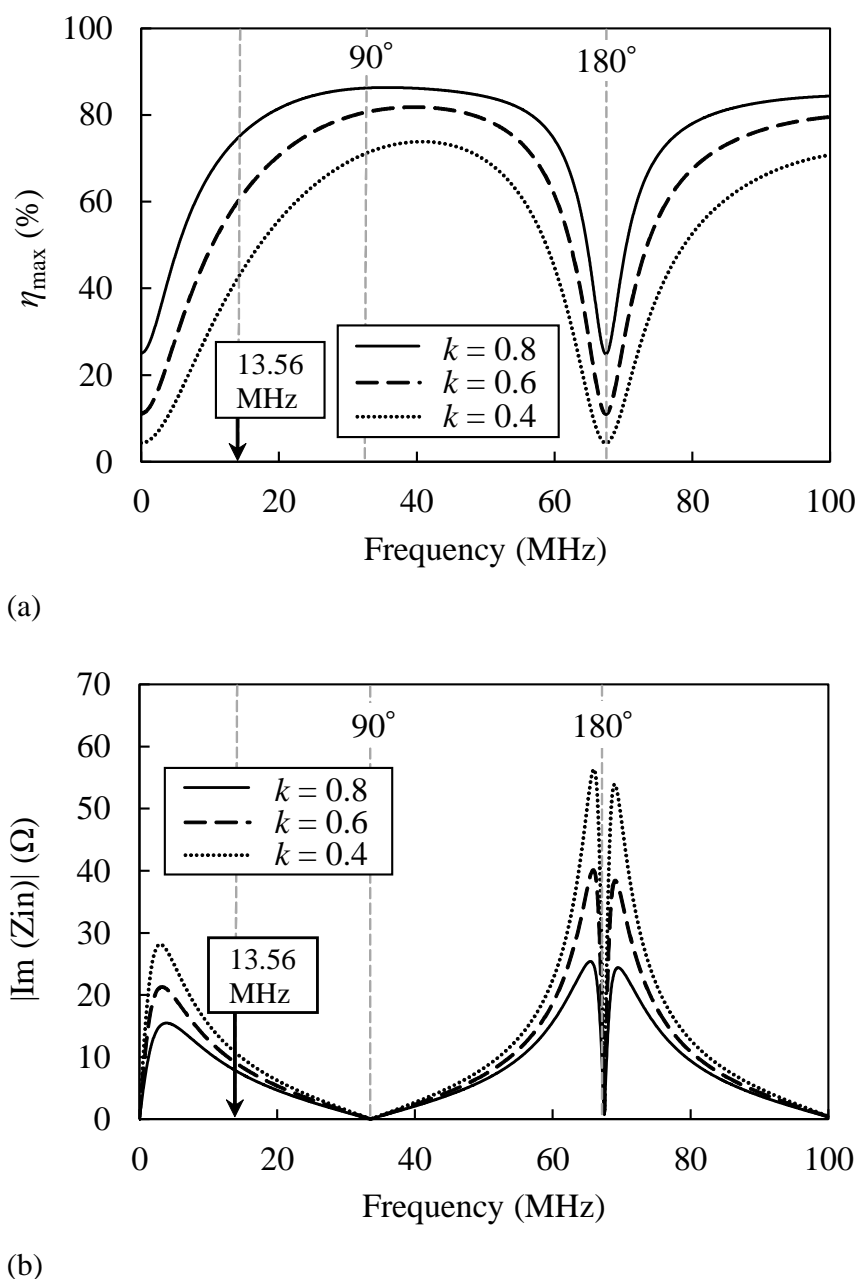 100
80
60
40
20
0
η_max (%)
90°
180°
13.56
MHz
k = 0.8
k = 0.6
k = 0.4
0 20 40 60 80 100
Frequency (MHz)
(a)
70
60
50
40
30
20
10
0
|Im (Zin)| (Ω)
90°
180°
k = 0.8
k = 0.6
k = 0.4
13.56
MHz
0 20 40 60 80 100
Frequency (MHz)
(b)